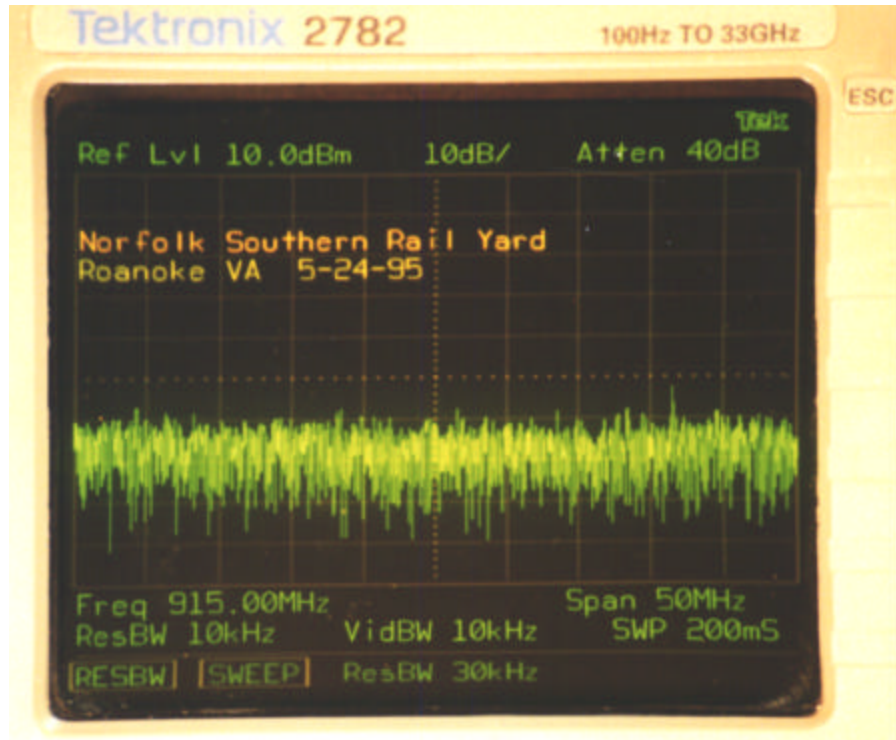 Tektronix 2782 100Hz TO 33GHz
ESC
Tek
Ref Lvl 10.0dBm 10dB/ Atten 40dB
Norfolk Southern Rail Yard
Roanoke VA 5-24-95
Freq 915.00MHz Span 50MHz
ResBW 10kHz VidBW 10kHz SWP 200mS
RESBW SWEEP ResBW 30kHz